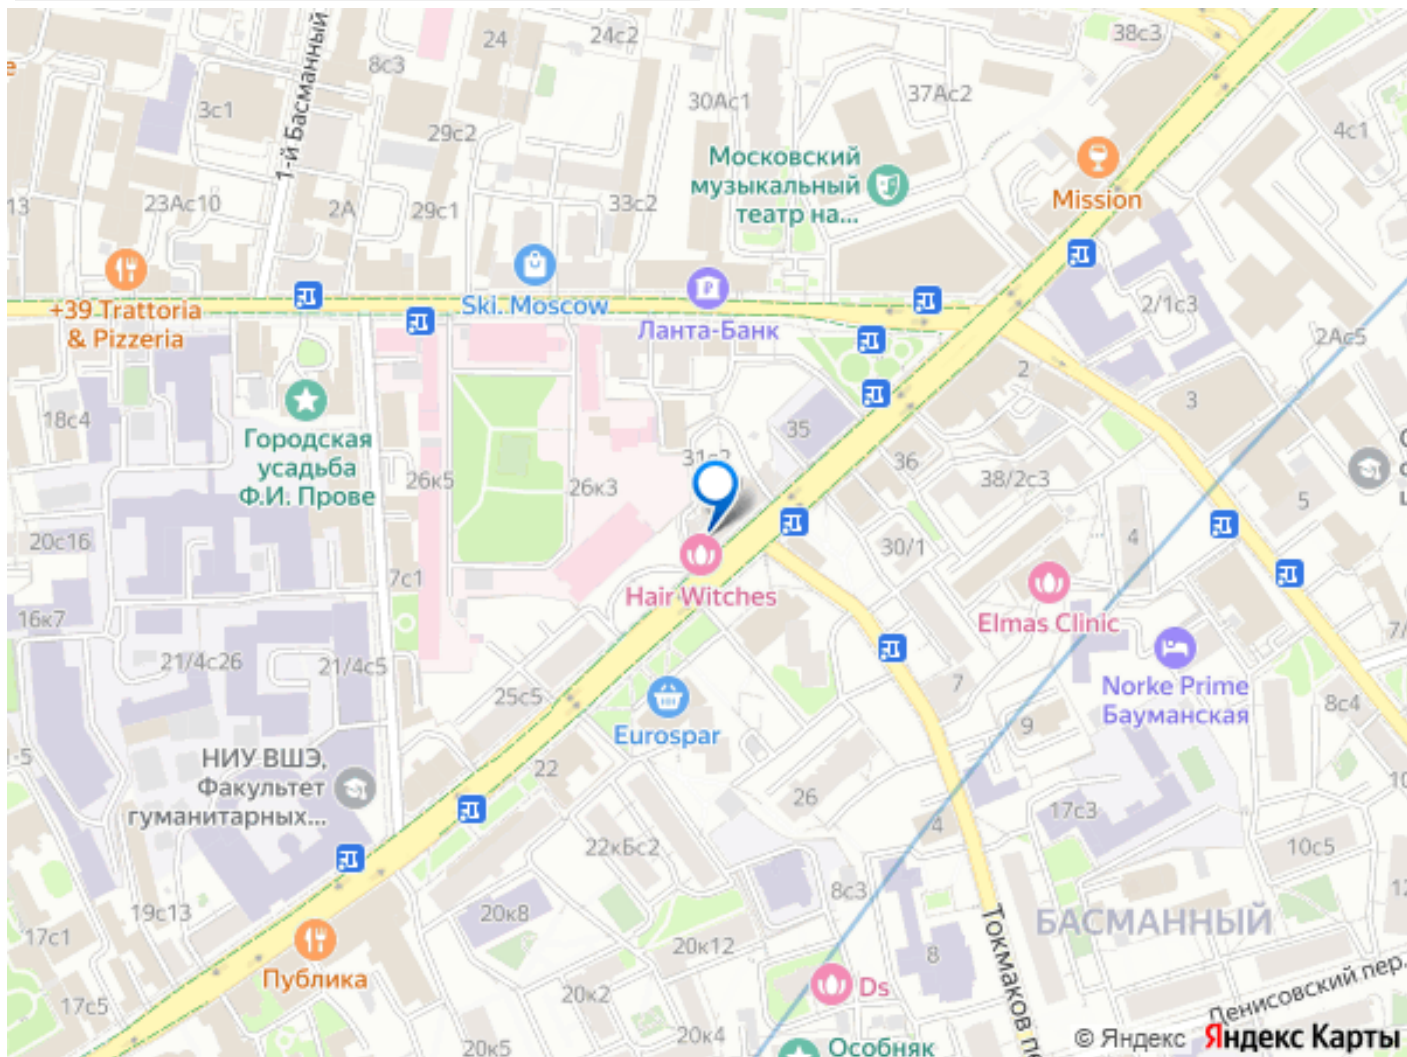 24
24с2
38с3
8с3
1-й Басманный
3с1
30Ас1
37Ас2
29с2
4с1
Московский
музыкальный
театр на...
Mission
13
23Ас10
2А
29с1
33с2
+39 Trattoria
& Pizzeria
Ski. Moscow
Ланта-Банк
2/1с3
2Ас5
2
3
18с4
Городская
усадьба
Ф.И. Прове
26к5
26к3
31с2
35
36
38/2с3
5
20с16
7с1
30/1
4
Hair Witches
Elmas Clinic
16к7
21/4с26
21/4с5
25с5
7
Norke Prime
Бауманская
8с4
Eurospar
9
НИУ ВШЭ,
Факультет
гуманитарных...
22
26
17с3
4
22кБс2
10с5
8с3
19с13
20к8
БАСМАННЫЙ
17с1
20к12
8
Токмаков п
Публика
Ds
Денисовский пер.
17с5
20к2
20к4
20к5
Особняк
© Яндекс Яндекс Карты